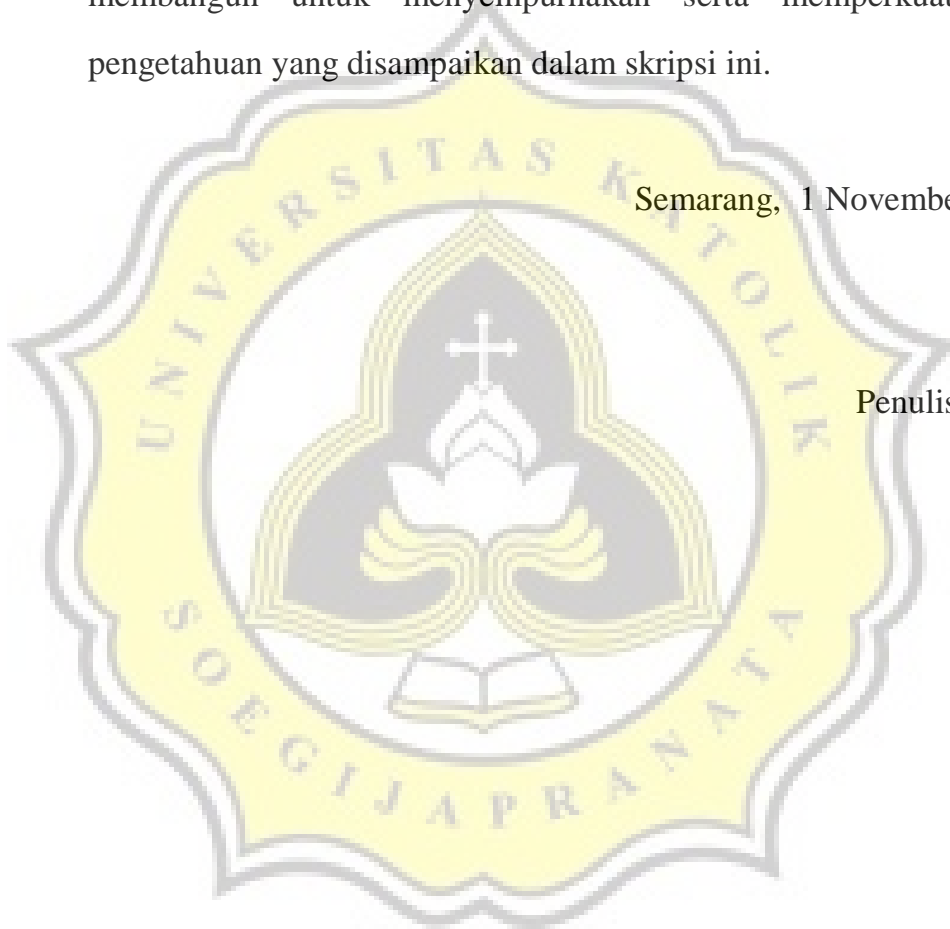 membangun untuk menyempurnakan serta memperkuat
pengetahuan yang disampaikan dalam skripsi ini.
Semarang, 1 Novembe
Penulis
UNIVERSITAS KATOLIK
SOEGIJAPRANATA